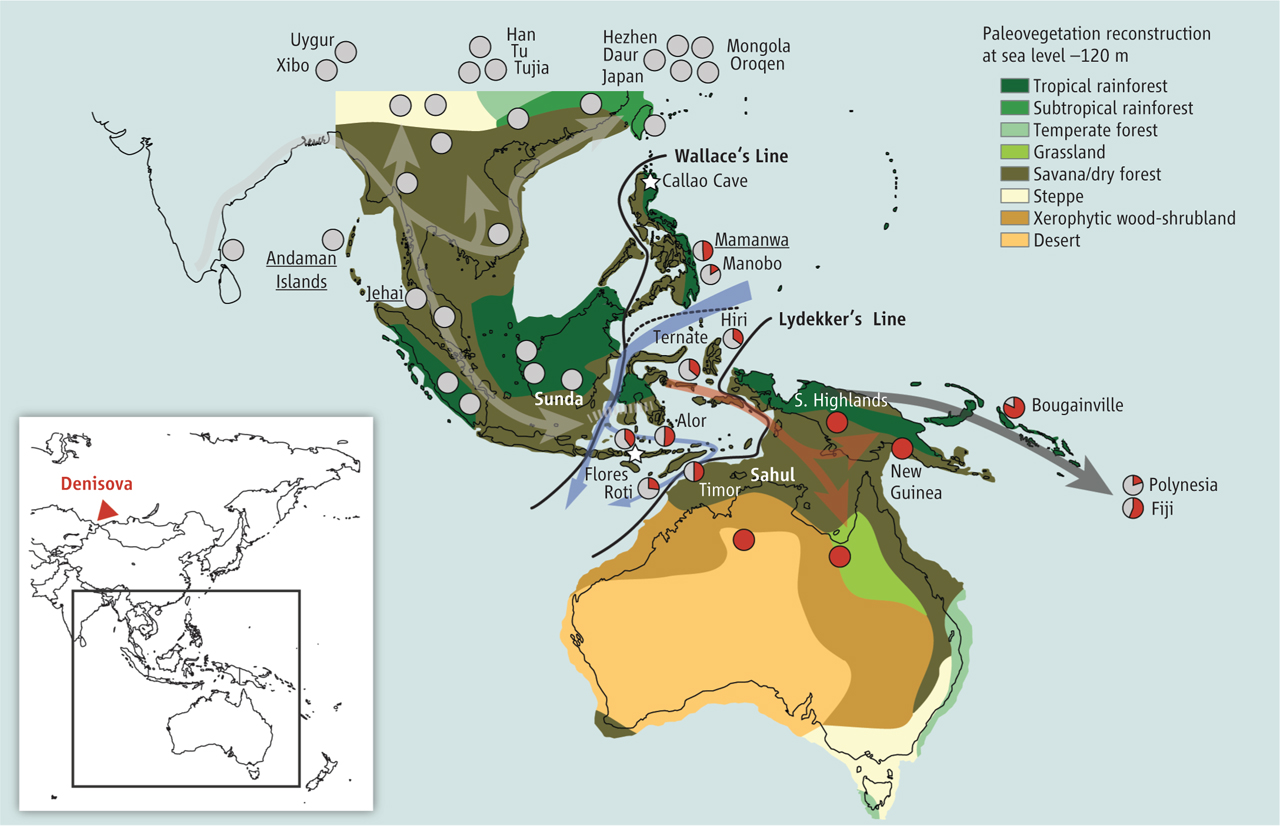 Uygur
Xibo
Han
Tu
Tujia
Hezhen
Daur
Japan
Mongola
Oroqen
Paleovegetation reconstruction
at sea level –120 m
Tropical rainforest
Subtropical rainforest
Temperate forest
Grassland
Savana/dry forest
Steppe
Xerophytic wood-shrubland
Desert
Wallace's Line
Callao Cave
Andaman
Islands
Jehai
Mamanwa
Manobo
Hiri
Ternate
Lydekker's Line
Sunda
S. Highlands
Bougainville
Alor
Flores
Roti
Timor
Sahul
New
Guinea
Polynesia
Fiji
Denisova